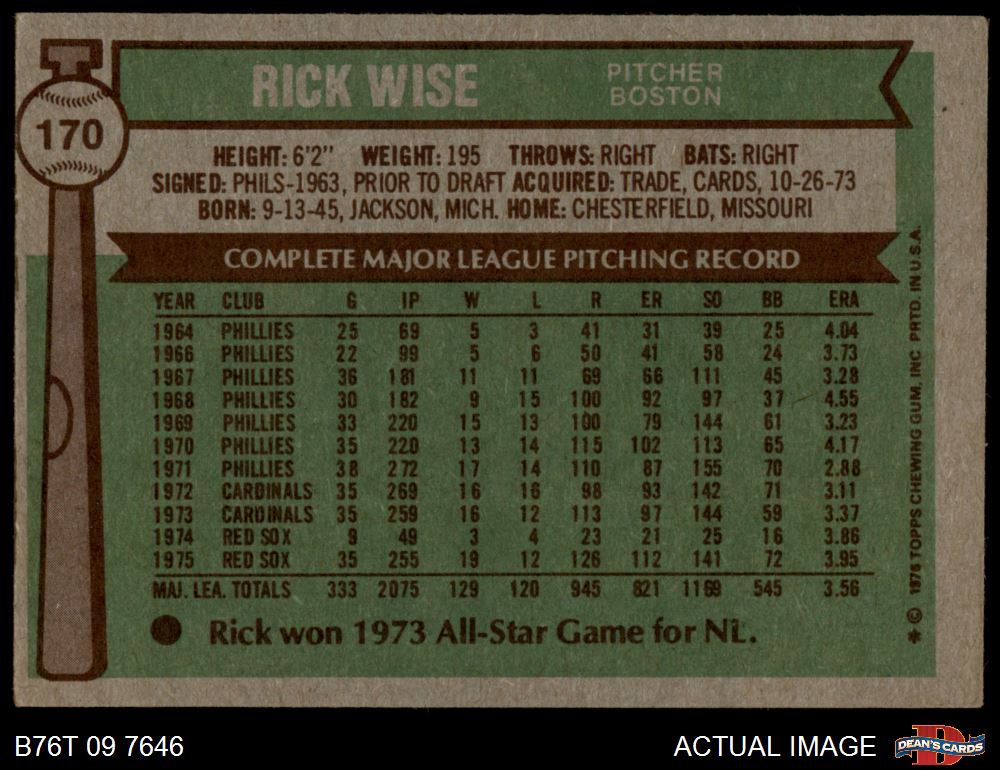 RICK WISE
PITCHER
BOSTON
170
HEIGHT: 6'2" WEIGHT: 195 THROWS: RIGHT BATS: RIGHT
SIGNED: PHILS-1963, PRIOR TO DRAFT ACQUIRED: TRADE, CARDS, 10-26-73
BORN: 9-13-45, JACKSON, MICH. HOME: CHESTERFIELD, MISSOURI
COMPLETE MAJOR LEAGUE PITCHING RECORD
YEAR CLUB G IP W L R ER SO BB ERA
1964 PHILLIES 25 69 5 3 41 31 39 25 4.04
1966 PHILLIES 22 99 5 6 50 41 58 24 3.73
1967 PHILLIES 36 181 11 11 69 66 111 45 3.28
1968 PHILLIES 30 182 9 15 100 92 97 37 4.55
1969 PHILLIES 33 220 15 13 100 79 144 61 3.23
1970 PHILLIES 35 220 13 14 115 102 113 65 4.17
1971 PHILLIES 38 272 17 14 110 87 155 70 2.88
1972 CARDINALS 35 269 16 16 98 93 142 71 3.11
1973 CARDINALS 35 259 16 12 113 97 144 59 3.37
1974 RED SOX 9 49 3 4 23 21 25 16 3.86
1975 RED SOX 35 255 19 12 126 112 141 72 3.95
MAJ. LEA. TOTALS 333 2075 129 120 945 821 1169 545 3.56
Rick won 1973 All-Star Game for NL.
* © 1976 TOPPS CHEWING GUM, INC PRTD. IN U.S.A.
B76T 09 7646
ACTUAL IMAGE
D
DEAN'S CARDS